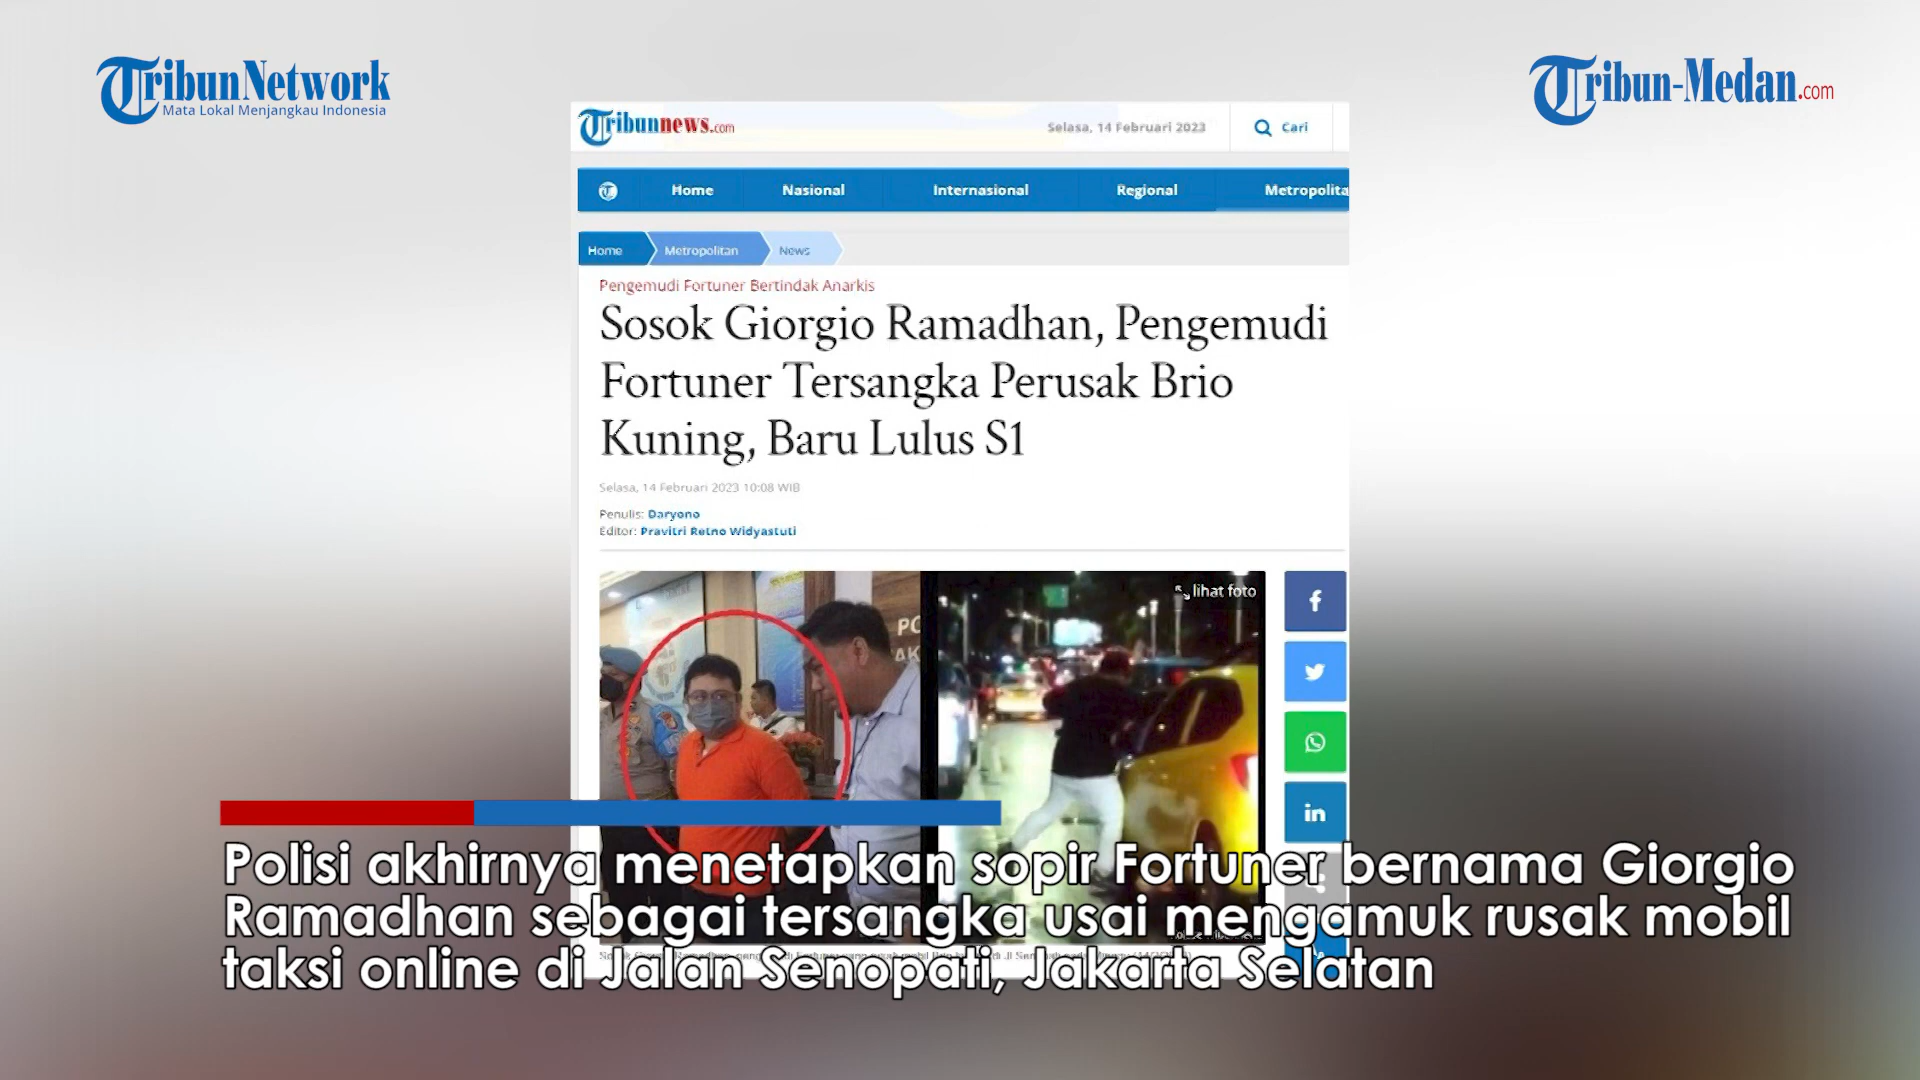 TribunNetwork
Mata Lokal Menjangkau Indonesia
Tribun-Medan.com
Tribunnews.com
Selasa, 14 Februari 2023
Cari
Home
Nasional
Internasional
Regional
Metropolita
Home
Metropolitan
News
Pengemudi Fortuner Bertindak Anarkis
Sosok Giorgio Ramadhan, Pengemudi
Fortuner Tersangka Perusak Brio
Kuning, Baru Lulus S1
Selasa, 14 Februari 2023 10:08 WIB
Penulis: Daryono
Editor: Pravitri Retno Widyastuti
lihat foto
Polisi akhirnya menetapkan sopir Fortuner bernama Giorgio
Ramadhan sebagai tersangka usai mengamuk rusak mobil
taksi online di Jalan Senopati, Jakarta Selatan